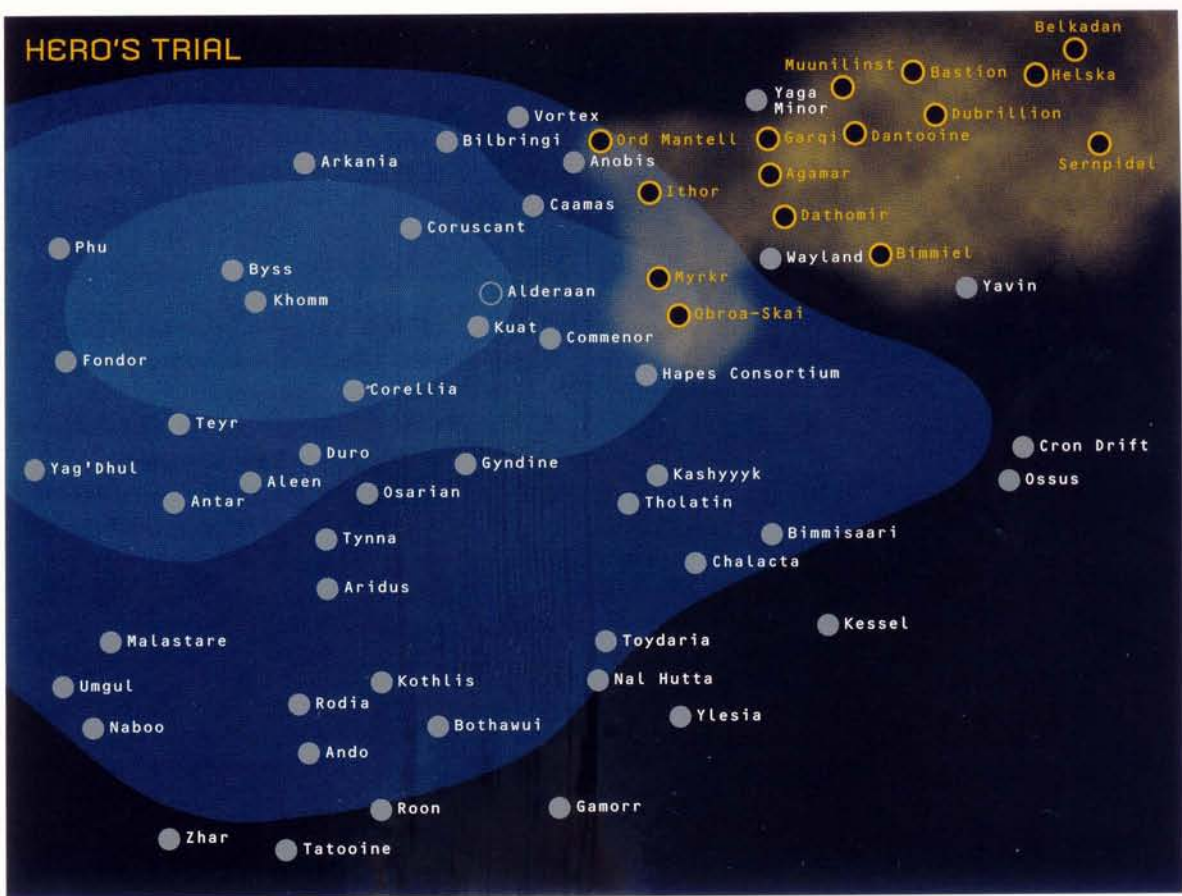 HERO'S TRIAL
Belkadan
Muunilinst
Bastion
Helska
Yaga
Minor
Dubrillion
Vortex
Bilbringi
Ord Mantell
Garqi
Dantooine
Arkania
Anobis
Sernpidal
Agamar
Ithor
Caamas
Dathomir
Coruscant
Phu
Wayland
Bimmiel
Byss
Myrkr
Yavin
Khomm
Alderaan
Obroa-Skai
Kuat
Commenor
Fondor
Hapes Consortium
Corellia
Teyr
Cron Drift
Duro
Gyndine
Yag'Dhul
Kashyyyk
Ossus
Aleen
Osarian
Antar
Tholatin
Tynna
Bimmisaari
Chalacta
Aridus
Kessel
Malastare
Toydaria
Umgul
Kothlis
Nal Hutta
Rodia
Ylesia
Naboo
Bothawui
Ando
Roon
Gamorr
Zhar
Tatooine